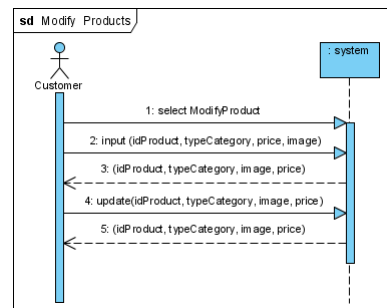 sd Modify Products
: system
Customer
1: select ModifyProduct
2: input (idProduct, typeCategory, price, image)
3: (idProduct, typeCategory, image, price)
4: update(idProduct, typeCategory, image, price)
5: (idProduct, typeCategory, image, price)